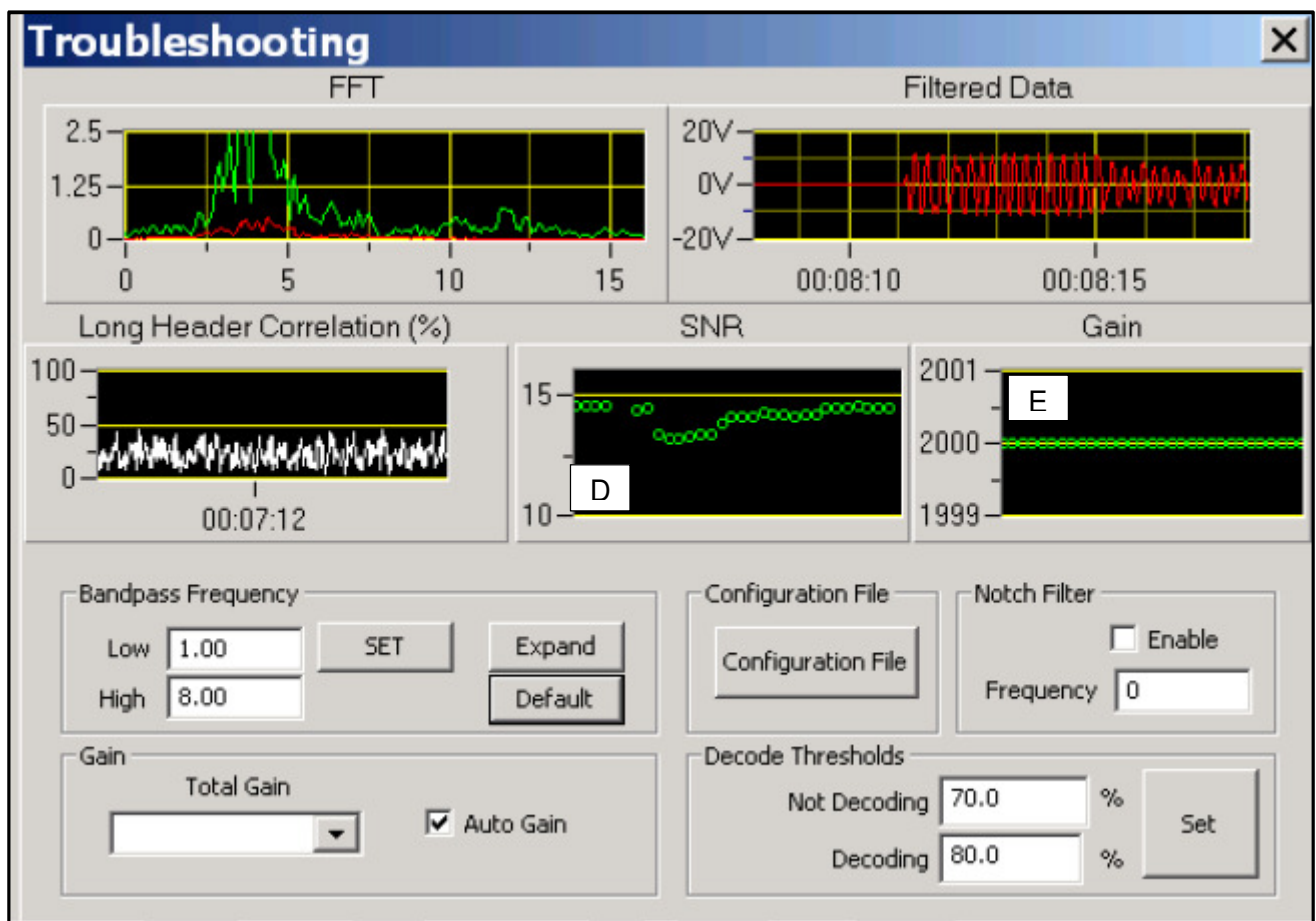 Troubleshooting
FFT
Filtered Data
2.5
1.25
0
0 5 10 15
20V
0V
-20V
00:08:10 00:08:15
Long Header Correlation (%)
SNR
Gain
100
50
0
00:07:12
15
10
D
2001
2000
1999
E
Bandpass Frequency
Low 1.00 SET Expand
High 8.00 Default
Configuration File
Configuration File
Notch Filter
Enable
Frequency 0
Gain
Total Gain
Auto Gain
Decode Thresholds
Not Decoding 70.0 %
Decoding 80.0 %
Set